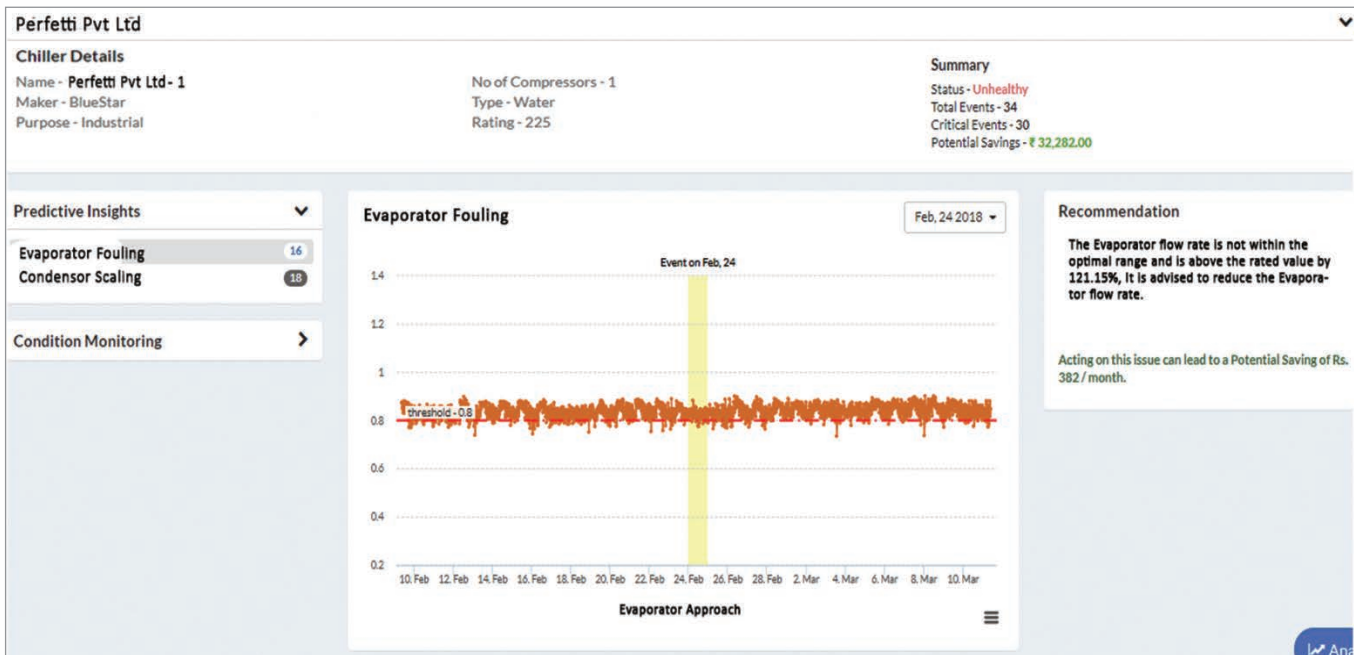 Perfetti Pvt Ltd
Chiller Details
Name - Perfetti Pvt Ltd - 1
Maker - BlueStar
Purpose - Industrial
No of Compressors - 1
Type - Water
Rating - 225
Summary
Status - Unhealthy
Total Events - 34
Critical Events - 30
Potential Savings - ₹ 32,282.00
Predictive Insights
Evaporator Fouling 16
Condensor Scaling 18
Condition Monitoring
Evaporator Fouling
Feb, 24 2018
Event on Feb, 24
1.4
1.2
1
threshold - 0.8
0.8
0.6
0.4
0.2
10. Feb 12. Feb 14. Feb 16. Feb 18. Feb 20. Feb 22. Feb 24. Feb 26. Feb 28. Feb 2. Mar 4. Mar 6. Mar 8. Mar 10. Mar
Evaporator Approach
Recommendation
The Evaporator flow rate is not within the
optimal range and is above the rated value by
121.15%, It is advised to reduce the Evapora-
tor flow rate.
Acting on this issue can lead to a Potential Saving of Rs.
382 / month.